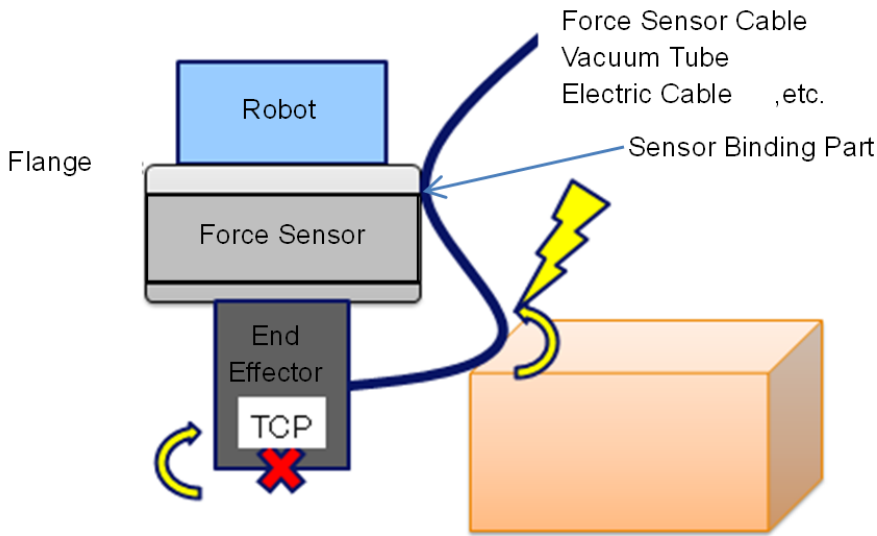 Force Sensor Cable
Vacuum Tube
Electric Cable ,etc.
Robot
Sensor Binding Part
Flange
Force Sensor
End
Effector
TCP